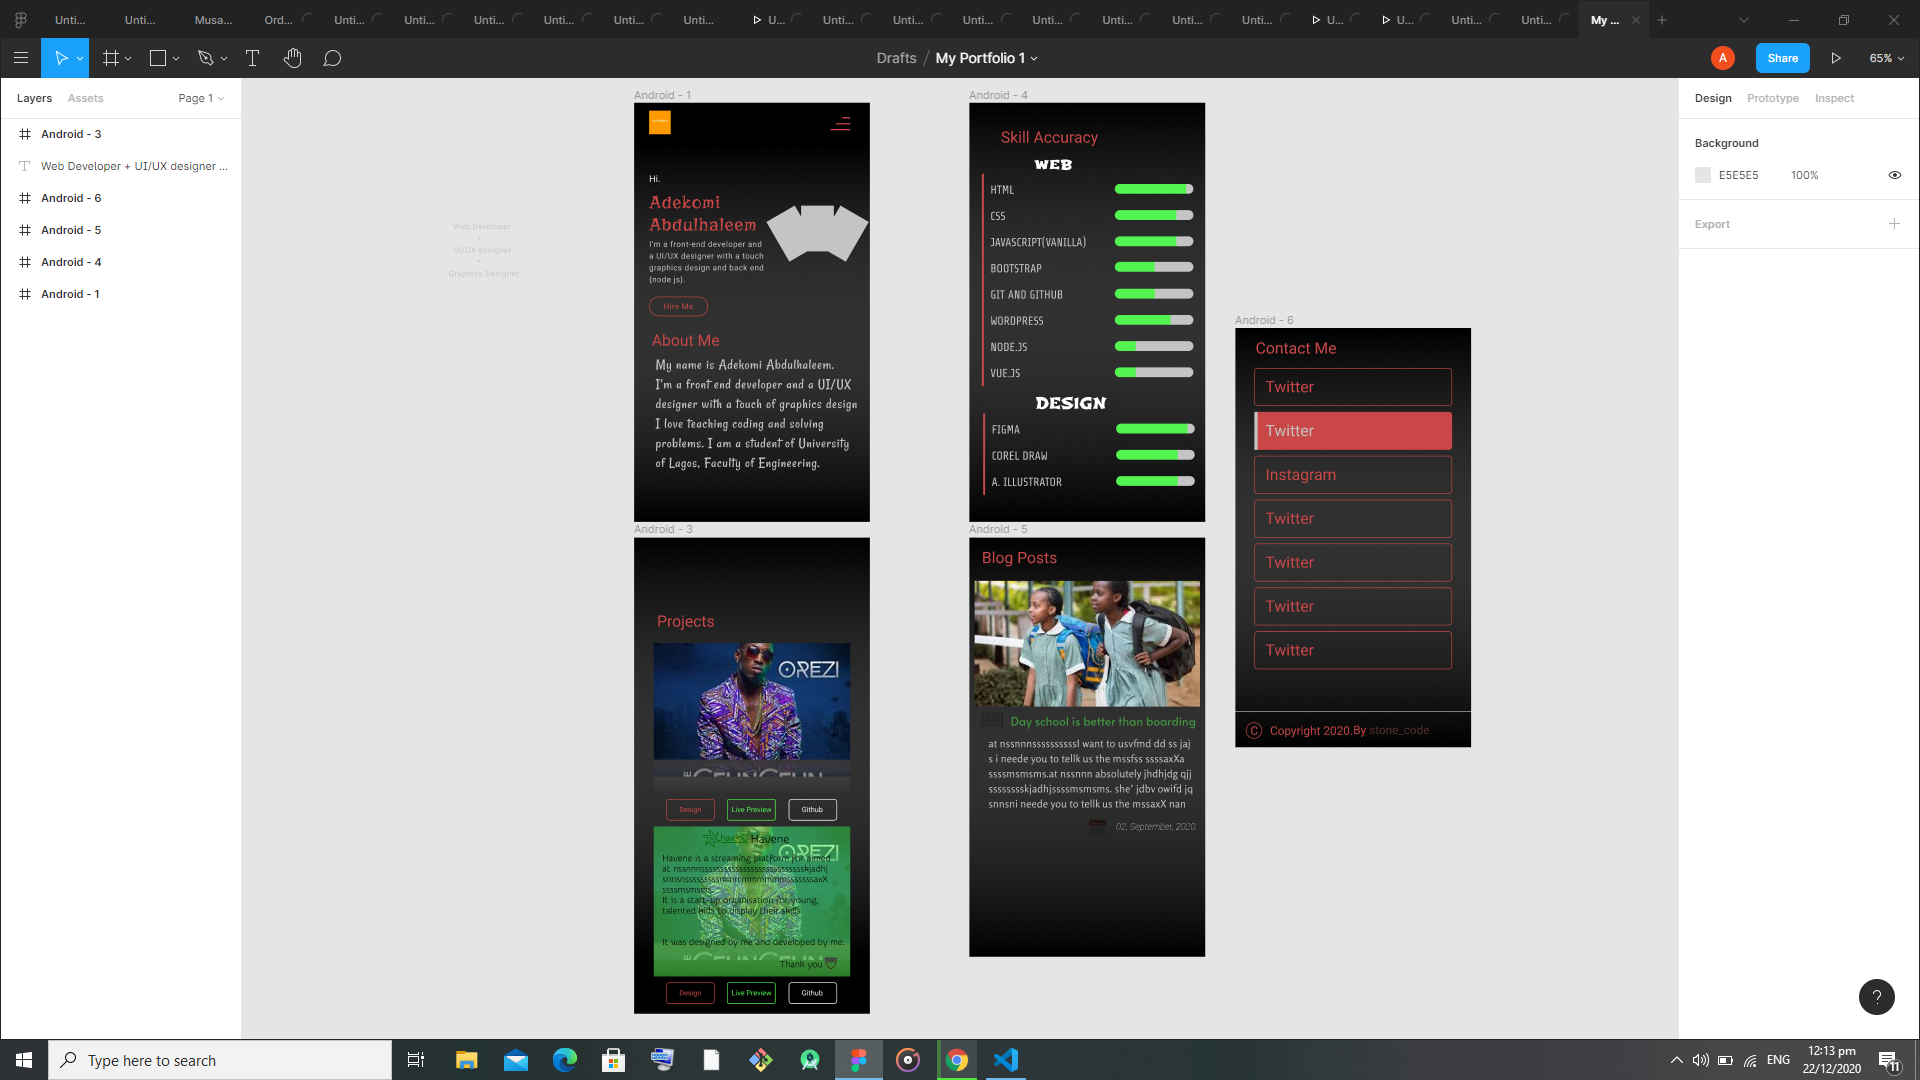 Unti...
Unti...
Musa...
Ord...
Unti...
Unti...
Unti...
Unti...
Unti...
Unti...
U...
Unti...
Unti...
Unti...
Unti...
Unti...
Unti...
Unti...
U...
U...
Unti...
Unti...
My ...
Drafts / My Portfolio 1
A
Share
65%
Layers
Assets
Page 1
Android - 3
Web Developer + UI/UX designer ...
Android - 6
Android - 5
Android - 4
Android - 1
Web Developer
+
UI/UX designer
+
Graphics Designer
Android - 1
Hi.
Adekomi
Abdulhaleem
I'm a front-end developer and
a UI/UX designer with a touch
graphics design and back end
(node js).
Hire Me
About Me
My name is Adekomi Abdulhaleem.
I'm a front end developer and a UI/UX
designer with a touch of graphics design
I love teaching coding and solving
problems. I am a student of University
of Lagos, Faculty of Engineering.
Android - 3
Projects
OREZI
Design
Live Preview
Github
Havene
OREZI
Havene is a streaming platform for aimed
It is a start-up organisation for young,
talented kids to display their skills
It was designed by me and developed by me.
Thank you
Design
Live Preview
Github
Android - 4
Skill Accuracy
WEB
HTML
CSS
JAVASCRIPT(VANILLA)
BOOTSTRAP
GIT AND GITHUB
WORDPRESS
NODE.JS
VUE.JS
DESIGN
FIGMA
COREL DRAW
A. ILLUSTRATOR
Android - 5
Blog Posts
Day school is better than boarding
at nssnnnssssssssssl want to usvfmd dd ss jaj
s i neede you to tellk us the mssfss ssssaxXa
ssssmsmsms.at nssnnn absolutely jhdhjdg qjj
sssssssskjadhjssssmsmsms. she' jdbv owifd jq
snnsni neede you to tellk us the mssaxX nan
02, September, 2020.
Android - 6
Contact Me
Twitter
Twitter
Instagram
Twitter
Twitter
Twitter
Twitter
C Copyright 2020.By stone_code
Design
Prototype
Inspect
Background
E5E5E5
100%
Export
?
Type here to search
ENG
12:13 pm
22/12/2020
11